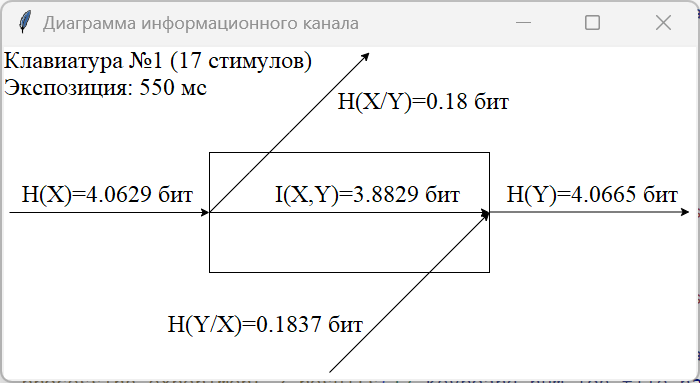 Диаграмма информационного канала
Клавиатура №1 (17 стимулов)
Экспозиция: 550 мс
H(X/Y)=0.18 бит
H(X)=4.0629 бит
I(X,Y)=3.8829 бит
H(Y)=4.0665 бит
H(Y/X)=0.1837 бит